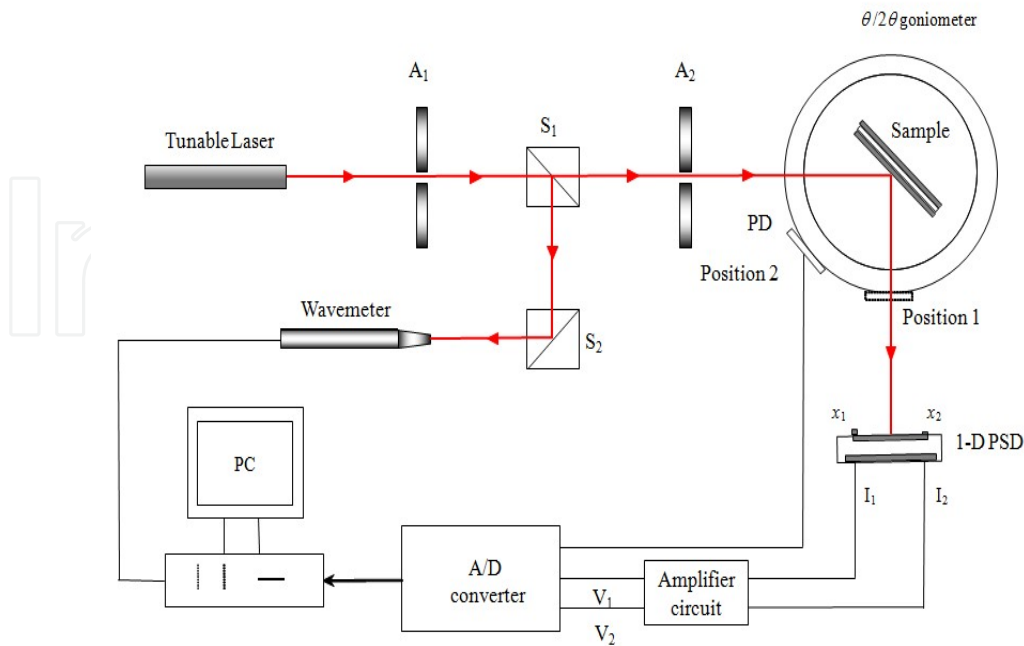 θ/2θ goniometer
A1
A2
S1
Tunable Laser
Sample
PD
Position 2
Wavemeter
Position 1
S2
x1
x2
1-D PSD
PC
I1
I2
A/D
converter
Amplifier
circuit
V1
V2